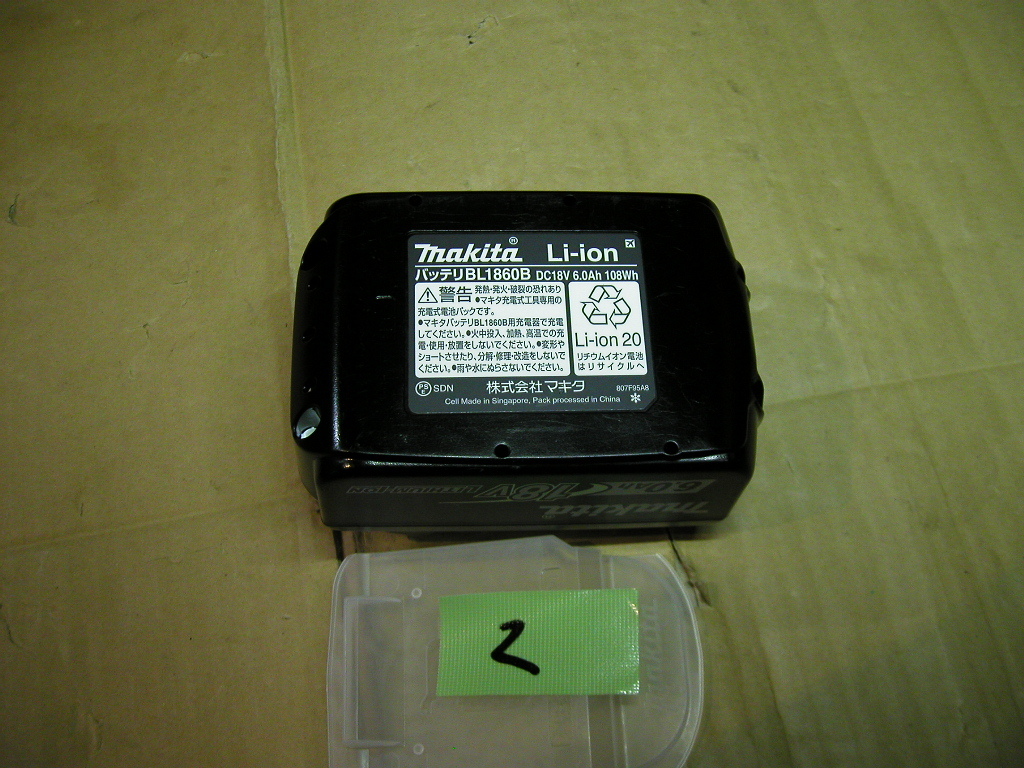 makita® Li-ion
バッテリBL1860B DC18V 6.0Ah 108Wh
警告 発熱・発火・破裂の恐れあり
●マキタ充電式工具専用の
充電式電池パックです。
●マキタバッテリBL1860B用充電器で充電
してください。●火中投入、加熱、高温での充
電・使用・放置をしないでください。●変形や
ショートさせたり、分解・修理・改造をしないで
ください。●雨や水にぬらさないでください。
Li-ion 20
リチウムイオン電池
はリサイクルへ
PS E SDN 株式会社マキタ 807F95A8
Cell Made in Singapore, Pack processed in China
makita
18V
6.0Ah
LITHIUM-ION
2